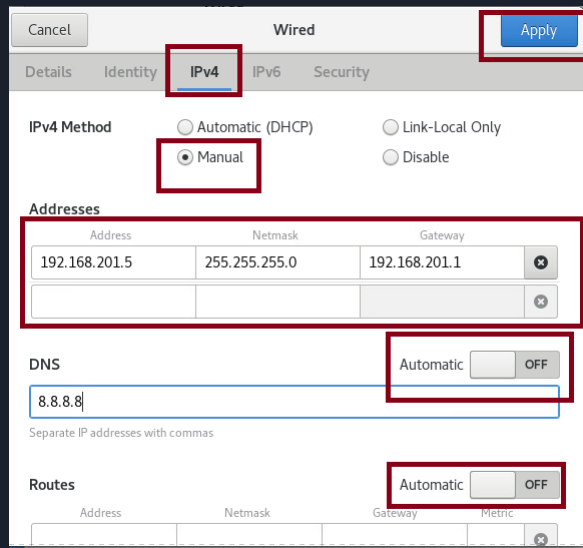 Cancel Wired Apply
Details Identity IPv4 IPv6 Security
IPv4 Method Automatic (DHCP) Link-Local Only
Manual Disable
Addresses
Address Netmask Gateway
192.168.201.5 255.255.255.0 192.168.201.1
DNS Automatic OFF
8.8.8.8
Separate IP addresses with commas
Routes Automatic OFF
Address Netmask Gateway Metric